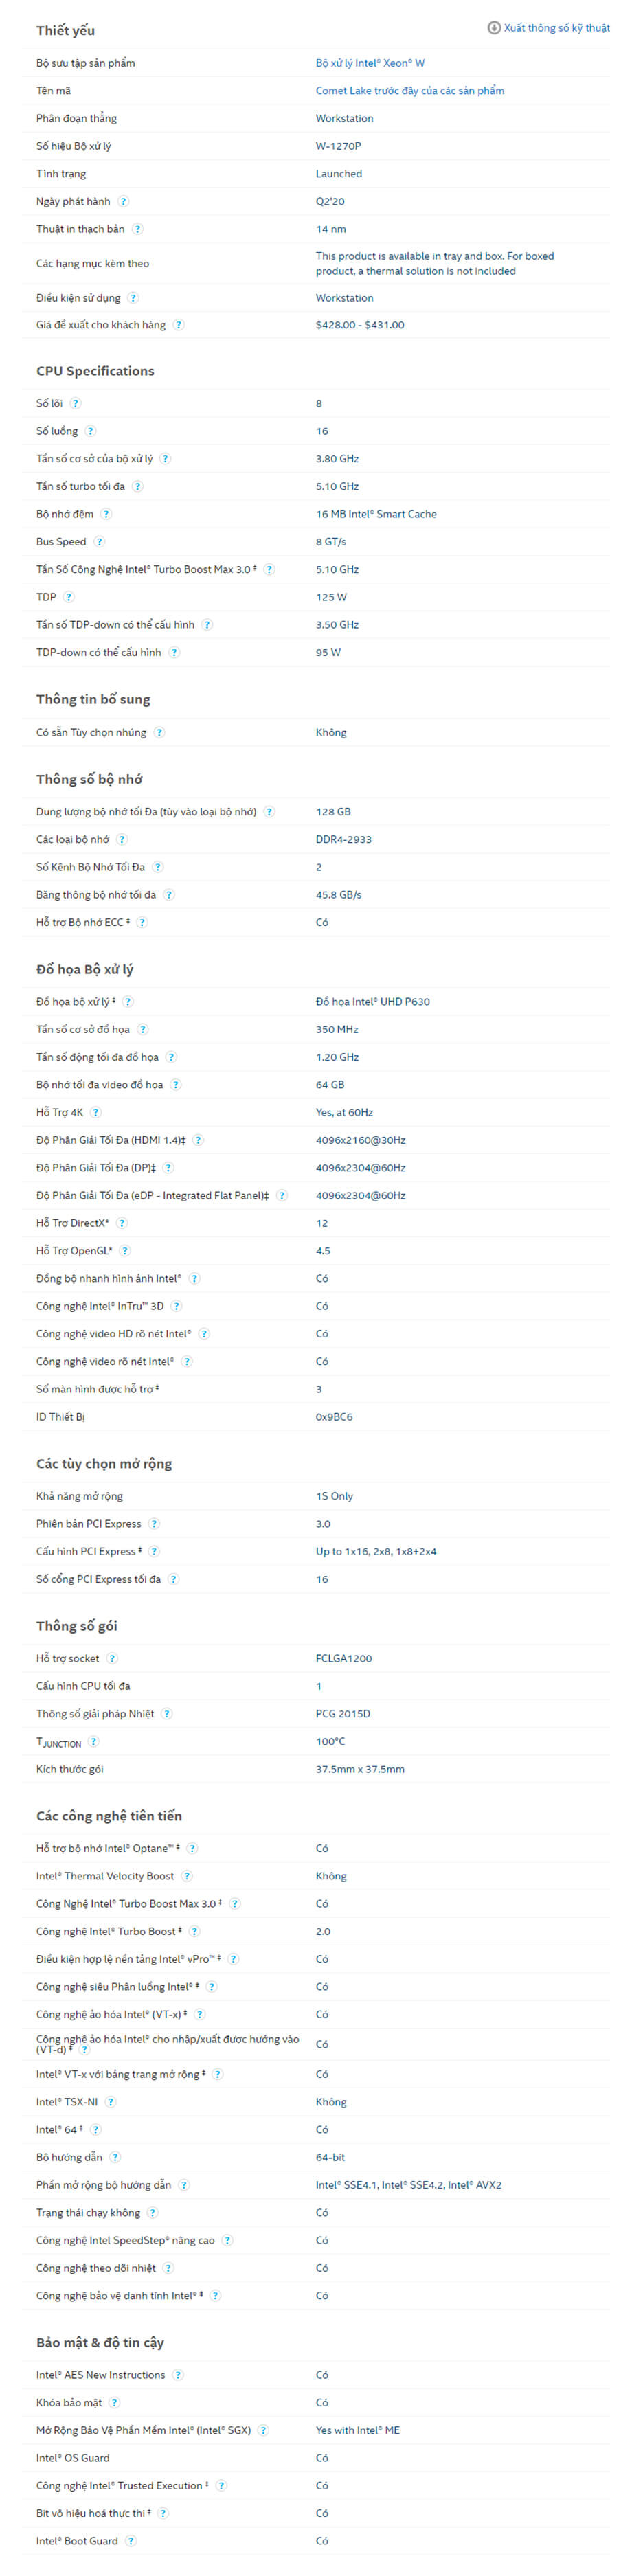 Thiết yếu
Xuất thông số kỹ thuật
Bộ sưu tập sản phẩm Bộ xử lý Intel® Xeon® W
Tên mã Comet Lake trước đây của các sản phẩm
Phân đoạn thẳng Workstation
Số hiệu Bộ xử lý W-1270P
Tình trạng Launched
Ngày phát hành ? Q2'20
Thuật in thạch bản ? 14 nm
Các hạng mục kèm theo This product is available in tray and box. For boxed
product, a thermal solution is not included
Điều kiện sử dụng ? Workstation
Giá đề xuất cho khách hàng ? $428.00 - $431.00
CPU Specifications
Số lõi ? 8
Số luồng ? 16
Tần số cơ sở của bộ xử lý ? 3.80 GHz
Tần số turbo tối đa ? 5.10 GHz
Bộ nhớ đệm ? 16 MB Intel® Smart Cache
Bus Speed ? 8 GT/s
Tần Số Công Nghệ Intel® Turbo Boost Max 3.0 ‡ ? 5.10 GHz
TDP ? 125 W
Tần số TDP-down có thể cấu hình ? 3.50 GHz
TDP-down có thể cấu hình ? 95 W
Thông tin bổ sung
Có sẵn Tùy chọn nhúng ? Không
Thông số bộ nhớ
Dung lượng bộ nhớ tối Đa (tùy vào loại bộ nhớ) ? 128 GB
Các loại bộ nhớ ? DDR4-2933
Số Kênh Bộ Nhớ Tối Đa ? 2
Băng thông bộ nhớ tối đa ? 45.8 GB/s
Hỗ trợ Bộ nhớ ECC ‡ ? Có
Đồ họa Bộ xử lý
Đồ họa bộ xử lý ‡ ? Đồ họa Intel® UHD P630
Tần số cơ sở đồ họa ? 350 MHz
Tần số động tối đa đồ họa ? 1.20 GHz
Bộ nhớ tối đa video đồ họa ? 64 GB
Hỗ Trợ 4K ? Yes, at 60Hz
Độ Phân Giải Tối Đa (HDMI 1.4)‡ ? 4096x2160@30Hz
Độ Phân Giải Tối Đa (DP)‡ ? 4096x2304@60Hz
Độ Phân Giải Tối Đa (eDP - Integrated Flat Panel)‡ ? 4096x2304@60Hz
Hỗ Trợ DirectX* ? 12
Hỗ Trợ OpenGL* ? 4.5
Đồng bộ nhanh hình ảnh Intel® ? Có
Công nghệ Intel® InTru™ 3D ? Có
Công nghệ video HD rõ nét Intel® ? Có
Công nghệ video rõ nét Intel® ? Có
Số màn hình được hỗ trợ ‡ 3
ID Thiết Bị 0x9BC6
Các tùy chọn mở rộng
Khả năng mở rộng 1S Only
Phiên bản PCI Express ? 3.0
Cấu hình PCI Express ‡ ? Up to 1x16, 2x8, 1x8+2x4
Số cổng PCI Express tối đa ? 16
Thông số gói
Hỗ trợ socket ? FCLGA1200
Cấu hình CPU tối đa 1
Thông số giải pháp Nhiệt ? PCG 2015D
TJUNCTION ? 100°C
Kích thước gói 37.5mm x 37.5mm
Các công nghệ tiên tiến
Hỗ trợ bộ nhớ Intel® Optane™ ‡ ? Có
Intel® Thermal Velocity Boost ? Không
Công Nghệ Intel® Turbo Boost Max 3.0 ‡ ? Có
Công nghệ Intel® Turbo Boost ‡ ? 2.0
Điều kiện hợp lệ nền tảng Intel® vPro™ ‡ ? Có
Công nghệ siêu Phân luồng Intel® ‡ ? Có
Công nghệ ảo hóa Intel® (VT-x) ‡ ? Có
Công nghệ ảo hóa Intel® cho nhập/xuất được hướng vào
(VT-d) ‡ ? Có
Intel® VT-x với bảng trang mở rộng ‡ ? Có
Intel® TSX-NI ? Không
Intel® 64 ‡ ? Có
Bộ hướng dẫn ? 64-bit
Phần mở rộng bộ hướng dẫn ? Intel® SSE4.1, Intel® SSE4.2, Intel® AVX2
Trạng thái chạy không ? Có
Công nghệ Intel SpeedStep® nâng cao ? Có
Công nghệ theo dõi nhiệt ? Có
Công nghệ bảo vệ danh tính Intel® ‡ ? Có
Bảo mật & độ tin cậy
Intel® AES New Instructions ? Có
Khóa bảo mật ? Có
Mở Rộng Bảo Vệ Phần Mềm Intel® (Intel® SGX) ? Yes with Intel® ME
Intel® OS Guard Có
Công nghệ Intel® Trusted Execution ‡ ? Có
Bit vô hiệu hoá thực thi ‡ ? Có
Intel® Boot Guard ? Có